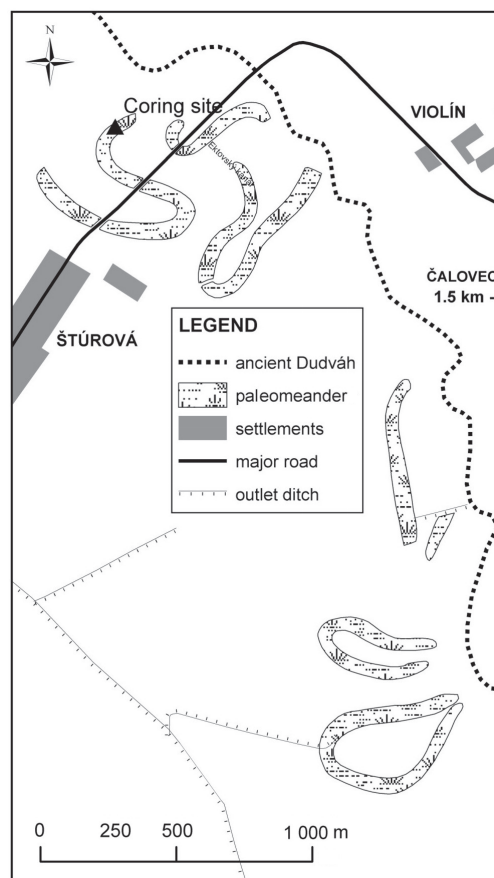 N
Coring site
VIOLÍN
ČALOVEC
1.5 km -
ŠTÚROVÁ
LEGEND
ancient Dudváh
paleomeander
settlements
major road
outlet ditch
0 250 500 1 000 m